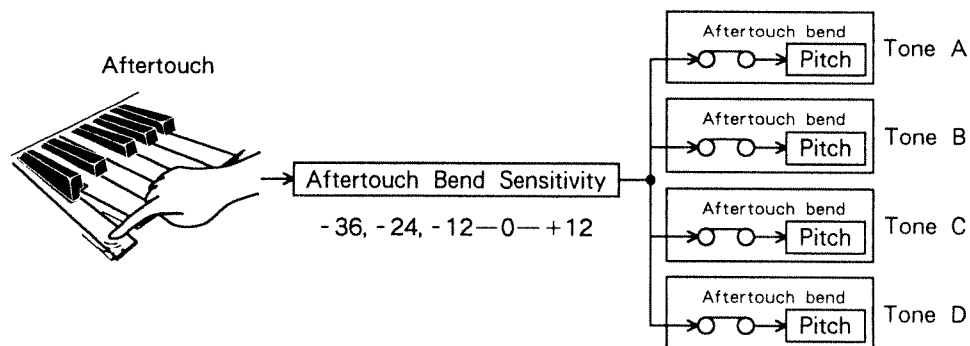 Aftertouch
Aftertouch Bend Sensitivity
-36, -24, -12—0—+12
Aftertouch bend
Pitch
Tone A
Aftertouch bend
Pitch
Tone B
Aftertouch bend
Pitch
Tone C
Aftertouch bend
Pitch
Tone D